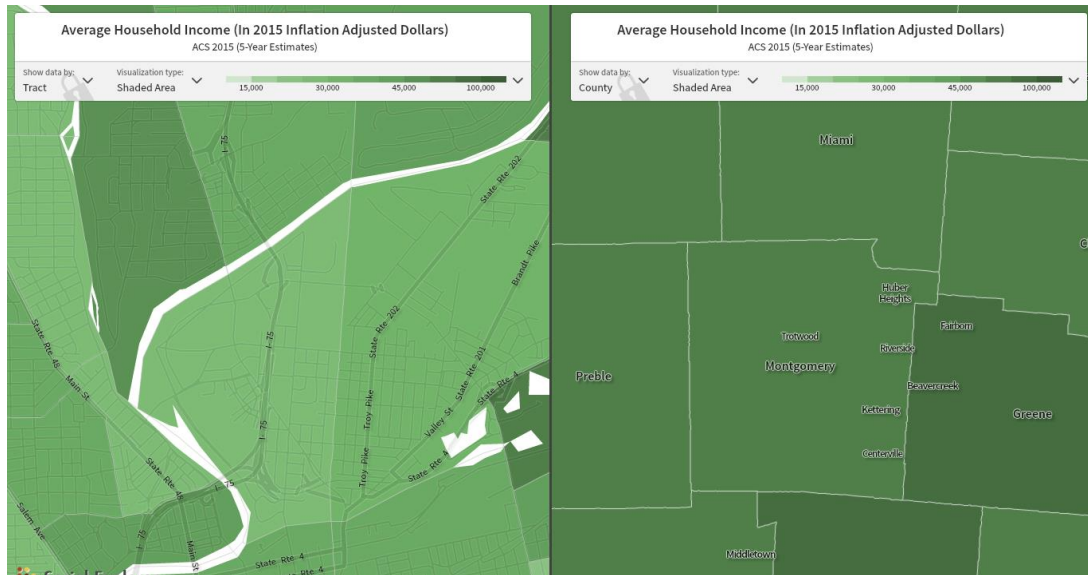 Average Household Income (In 2015 Inflation Adjusted Dollars)
ACS 2015 (5-Year Estimates)
Show data by:
Tract
Visualization type:
Shaded Area
15,000 30,000 45,000 100,000
I- 75
State Rte 202
Brandt Pike
State Rte 48
Main St
I- 75
State Rte 202
State Rte 201
State Rte 4
Troy Pike
Valley St
I- 75
State Rte 4
Troy Pike
State Rte 48
I- 75
Salem Ave
75
Main St
State Rte 4
Average Household Income (In 2015 Inflation Adjusted Dollars)
ACS 2015 (5-Year Estimates)
Show data by:
County
Visualization type:
Shaded Area
15,000 30,000 45,000 100,000
Miami
Huber
Heights
Fairborn
Trotwood
Riverside
Montgomery
Preble
Beavercreek
Kettering
Greene
Centerville
Middletown